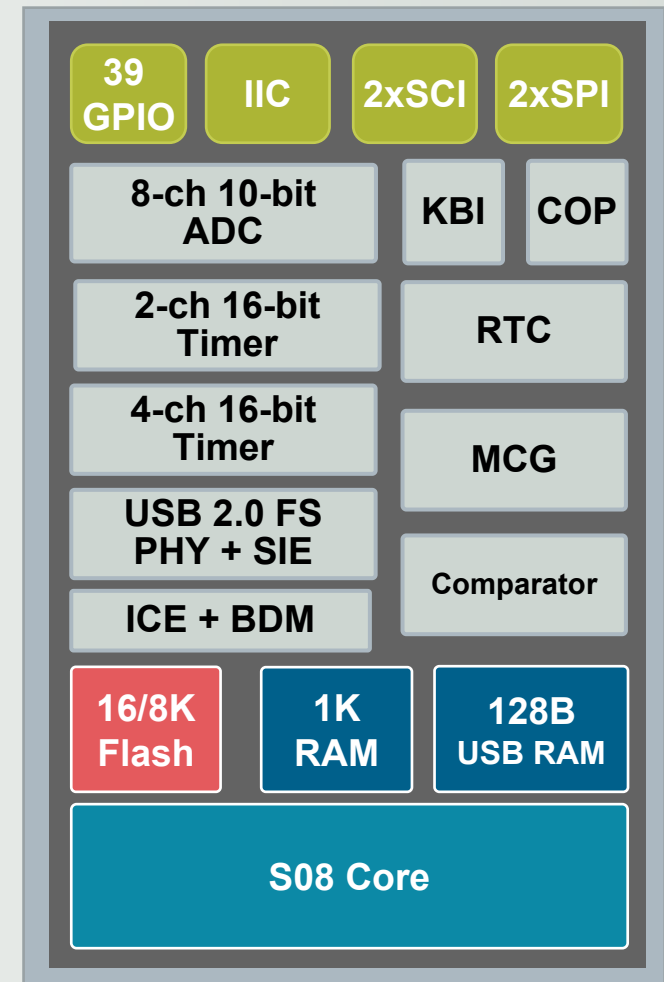 39
GPIO
IIC
2xSCI
2xSPI
8-ch 10-bit
ADC
KBI
COP
2-ch 16-bit
Timer
RTC
4-ch 16-bit
Timer
MCG
USB 2.0 FS
PHY + SIE
Comparator
ICE + BDM
16/8K
Flash
1K
RAM
128B
USB RAM
S08 Core